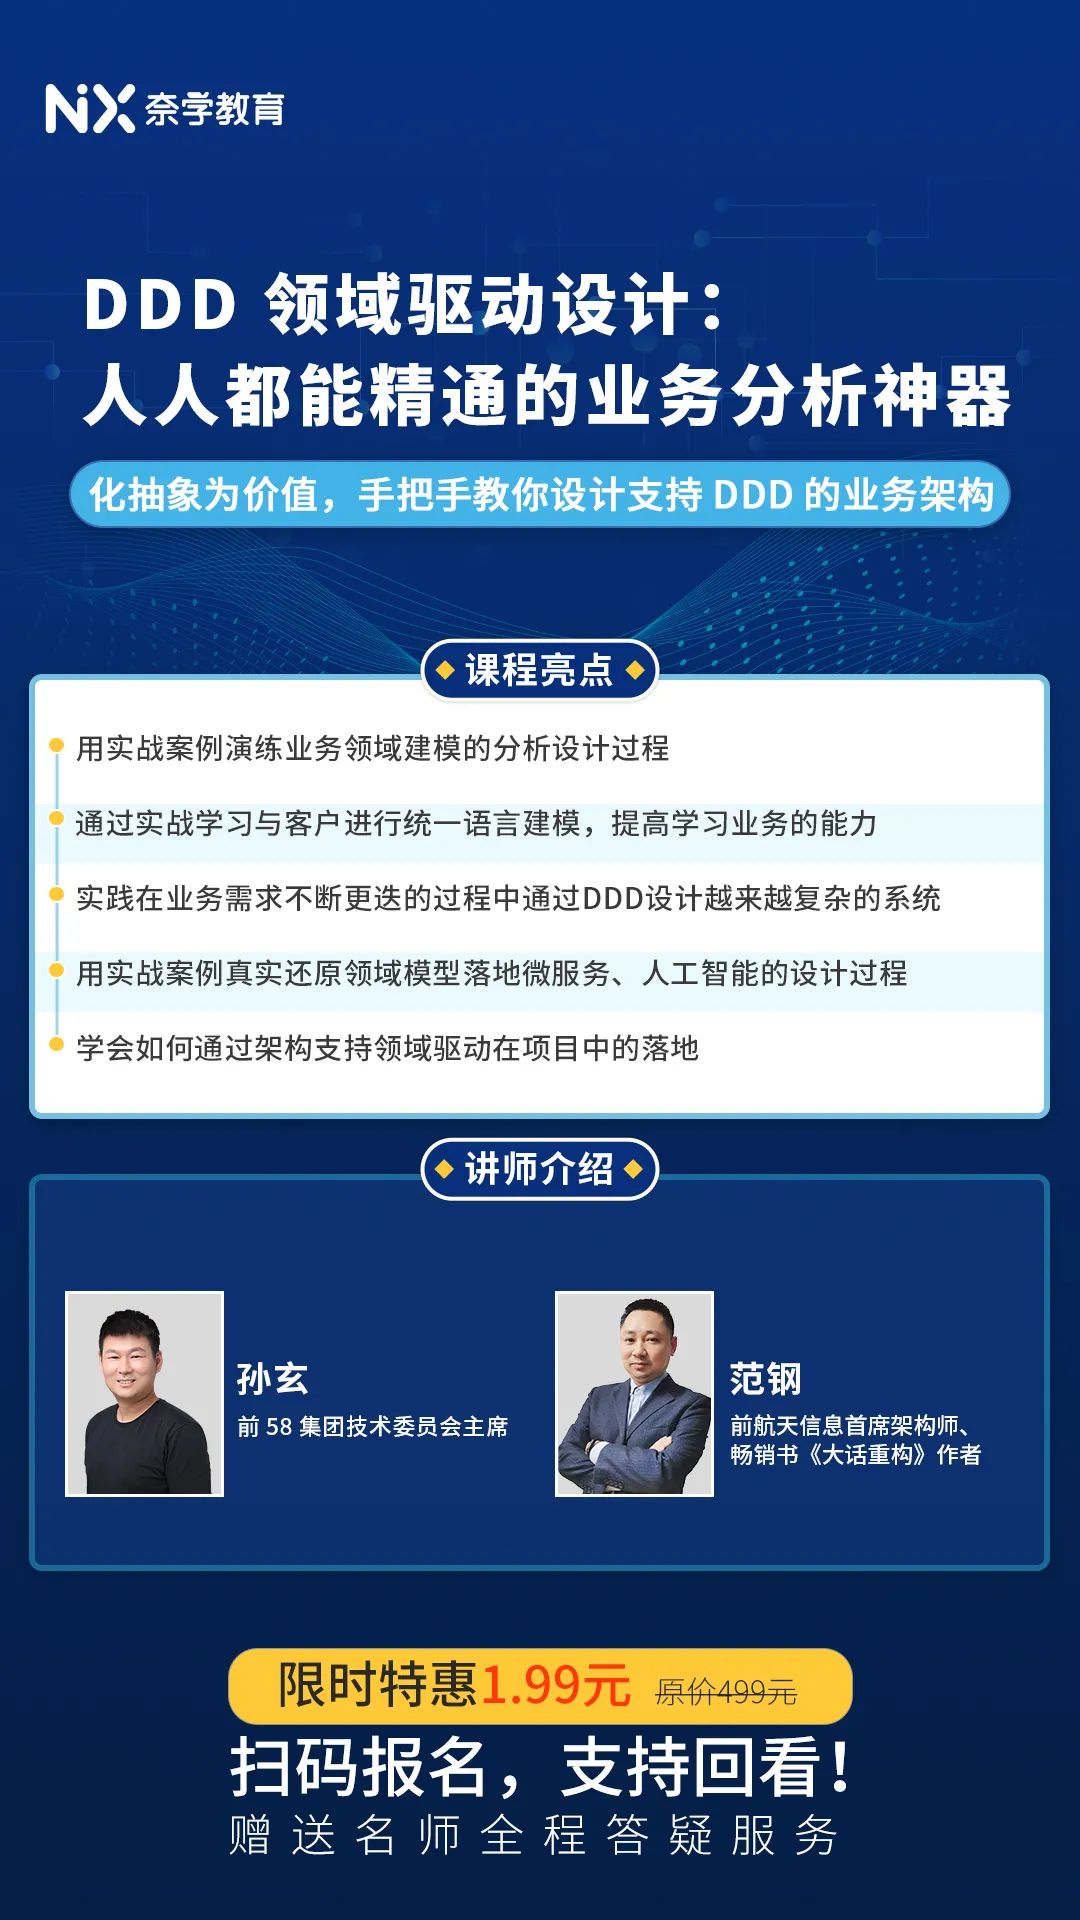 NiX 奈学教育
DDD 领域驱动设计：
人人都能精通的业务分析神器
化抽象为价值，手把手教你设计支持 DDD 的业务架构
课程亮点
用实战案例演练业务领域建模的分析设计过程
通过实战学习与客户进行统一语言建模，提高学习业务的能力
实践在业务需求不断更迭的过程中通过DDD设计越来越复杂的系统
用实战案例真实还原领域模型落地微服务、人工智能的设计过程
学会如何通过架构支持领域驱动在项目中的落地
讲师介绍
孙玄
前 58 集团技术委员会主席
范钢
前航天信息首席架构师、
畅销书《大话重构》作者
限时特惠1.99元 原价499元
扫码报名，支持回看！
赠送名师全程答疑服务